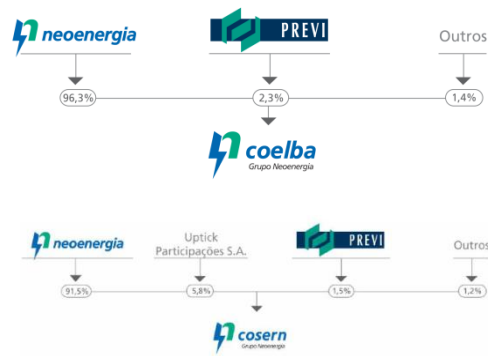 neoenergia
PREVI
Outros
96,3%
2,3%
1,4%
coelba
Grupo Neoenergia
neoenergia
Uptick
Participações S.A.
PREVI
Outros
91,5%
5,8%
1,5%
1,2%
cosern
Grupo Neoenergia